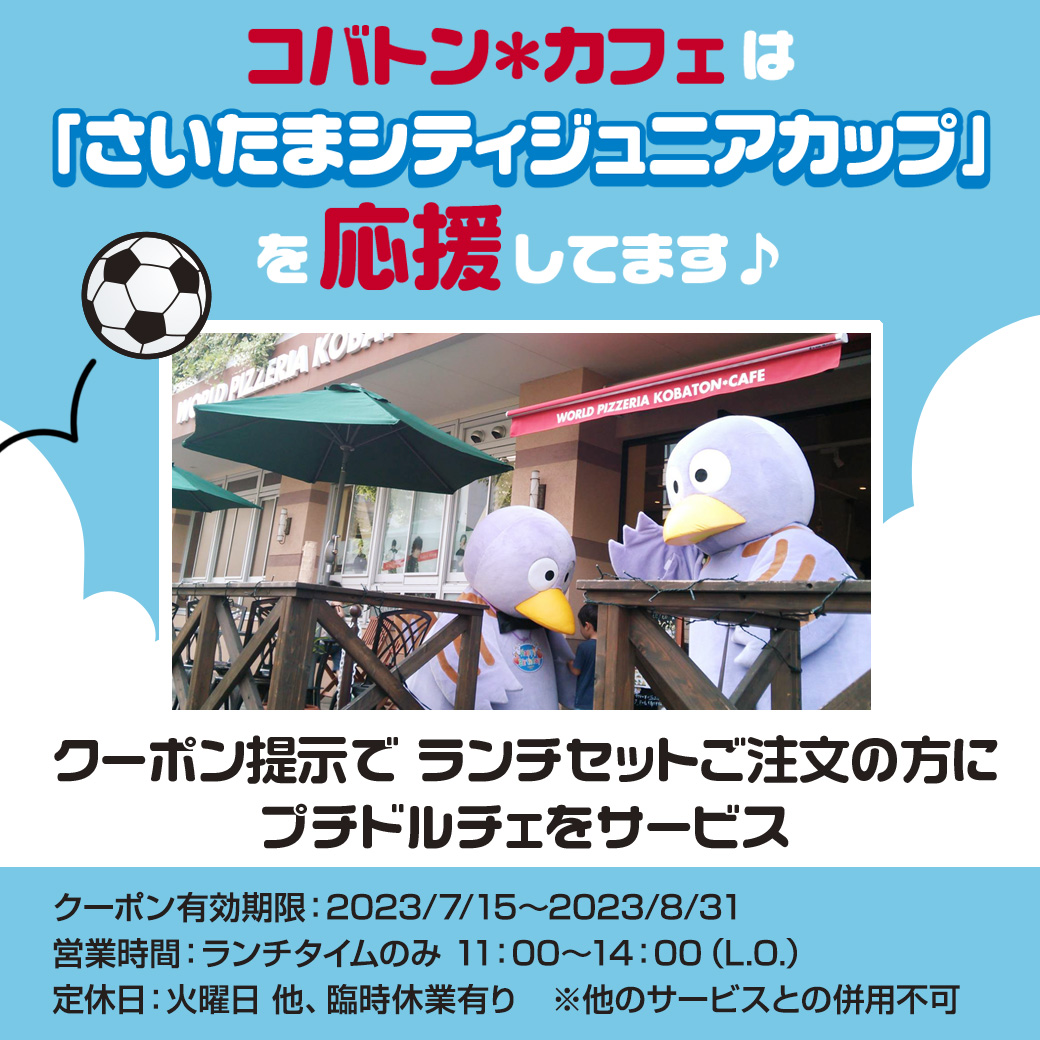 コバトン＊カフェは
「さいたまシティジュニアカップ」
を応援してます♪
WORLD PIZZERIA KOBAT
WORLD PIZZERIA KOBATON・CAFE
クーポン提示で ランチセットご注文の方に
プチドルチェをサービス
クーポン有効期限：2023/7/15～2023/8/31
営業時間：ランチタイムのみ 11：00～14：00（L.O.）
定休日：火曜日 他、臨時休業有り　※他のサービスとの併用不可